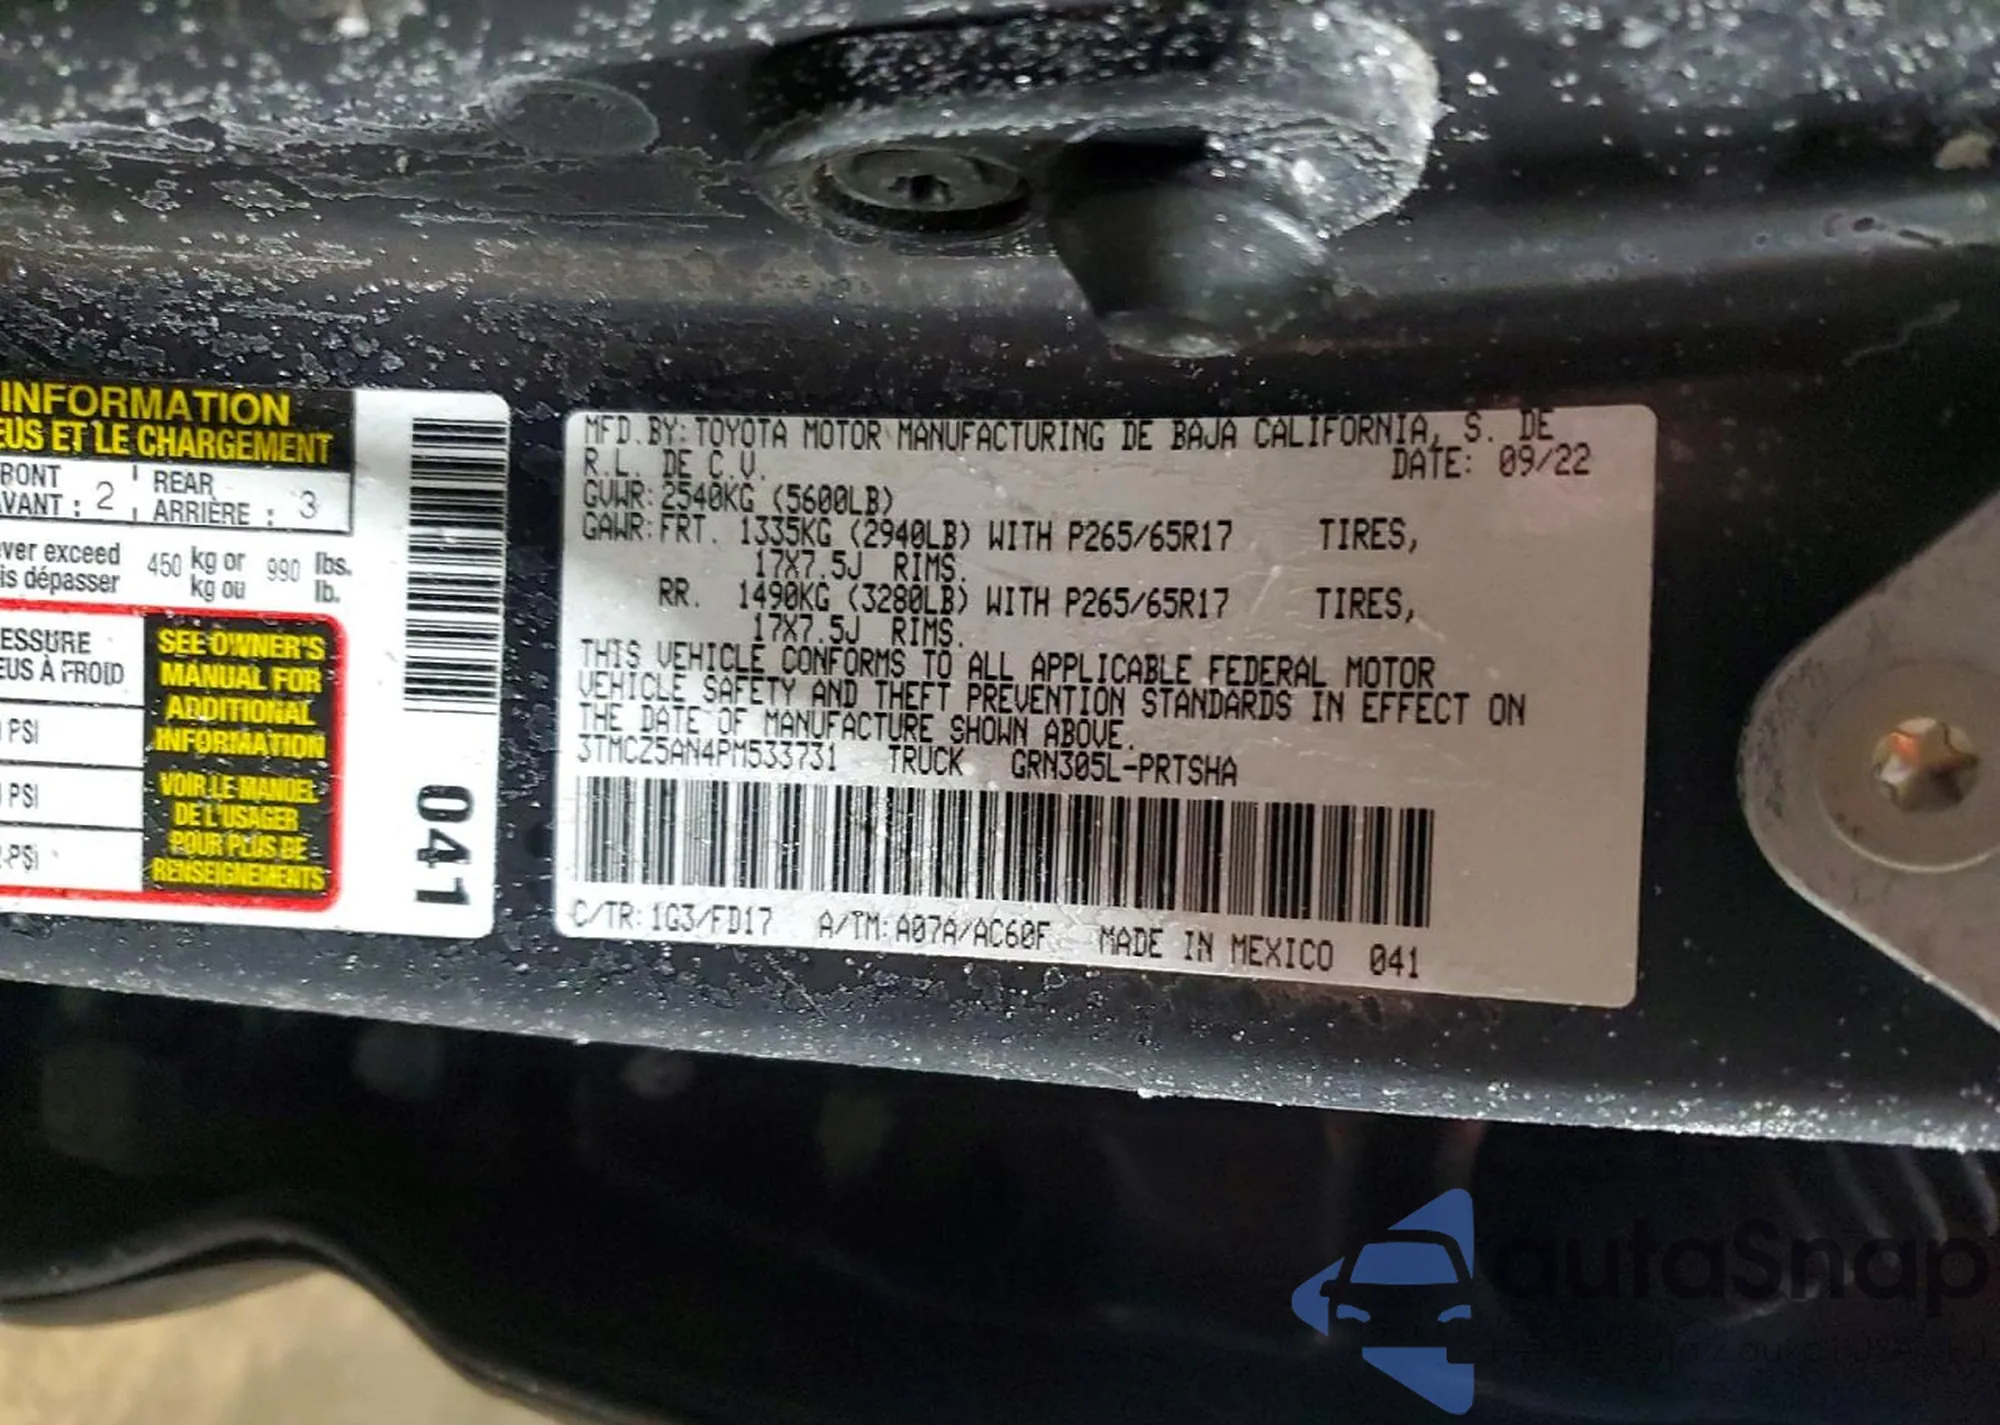 INFORMATION
EUS ET LE CHARGEMENT
RONT
AVANT : 2
REAR
ARRIÈRE : 3
ver exceed
is dépasser
450 kg or
kg ou
990 lbs.
lb.
ESSURE
EUS À FROID
PSI
PSI
PSI
SEE OWNER'S
MANUAL FOR
ADDITIONAL
INFORMATION
VOIR LE MANUEL
DE L'USAGER
POUR PLUS DE
RENSEIGNEMENTS
041
MFD.BY: TOYOTA MOTOR MANUFACTURING DE BAJA CALIFORNIA, S. DE
R.L. DE C.V. DATE: 09/22
GVWR: 2540KG (5600LB)
GAWR: FRT. 1335KG (2940LB) WITH P265/65R17 TIRES,
17X7.5J RIMS.
RR. 1490KG (3280LB) WITH P265/65R17 TIRES,
17X7.5J RIMS.
THIS VEHICLE CONFORMS TO ALL APPLICABLE FEDERAL MOTOR
VEHICLE SAFETY AND THEFT PREVENTION STANDARDS IN EFFECT ON
THE DATE OF MANUFACTURE SHOWN ABOVE.
3TMCZ5AN4PM533731 TRUCK GRN305L-PRTSHA
C/TR: 1G3/FD17 A/TM: A07A/AC60F MADE IN MEXICO 041
autaSnap